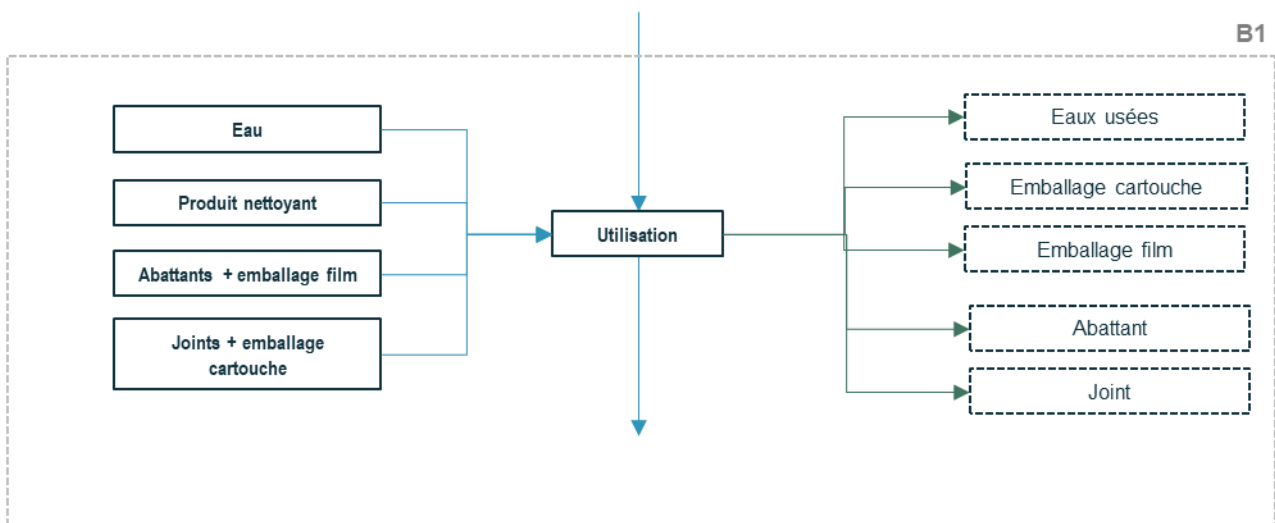 B1
Eau
Produit nettoyant
Abattants + emballage film
Joints + emballage
cartouche
Utilisation
Eaux usées
Emballage cartouche
Emballage film
Abattant
Joint